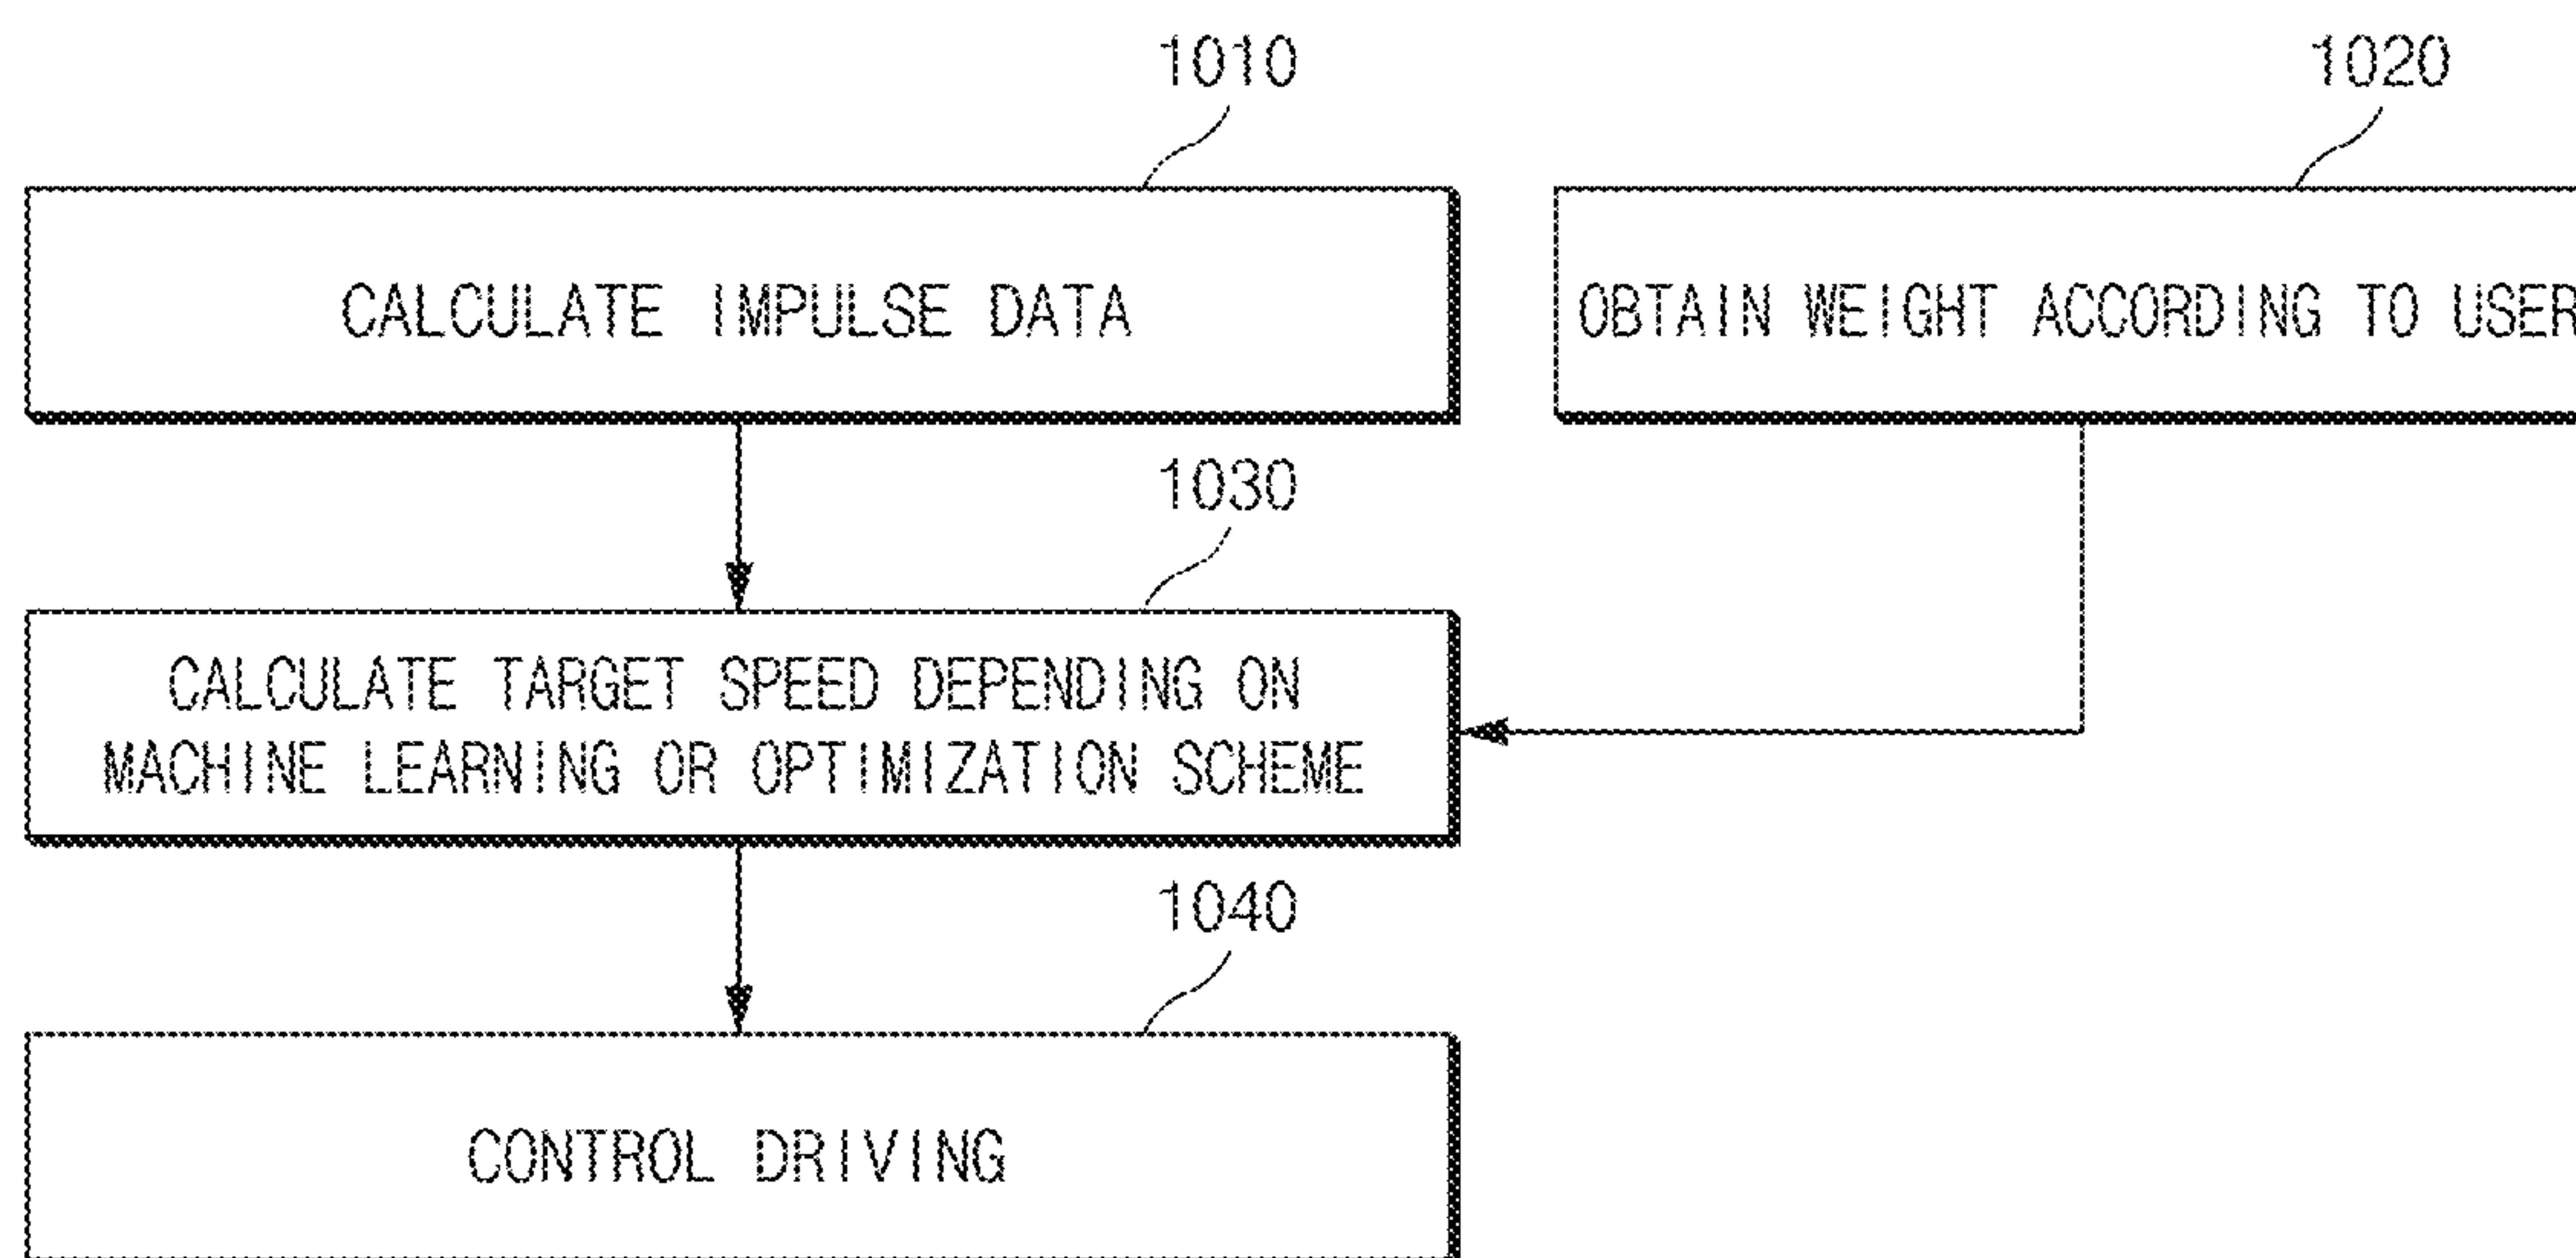 1010
1020
CALCULATE IMPULSE DATA
OBTAIN WEIGHT ACCORDING TO USER
1030
CALCULATE TARGET SPEED DEPENDING ON
MACHINE LEARNING OR OPTIMIZATION SCHEME
1040
CONTROL DRIVING